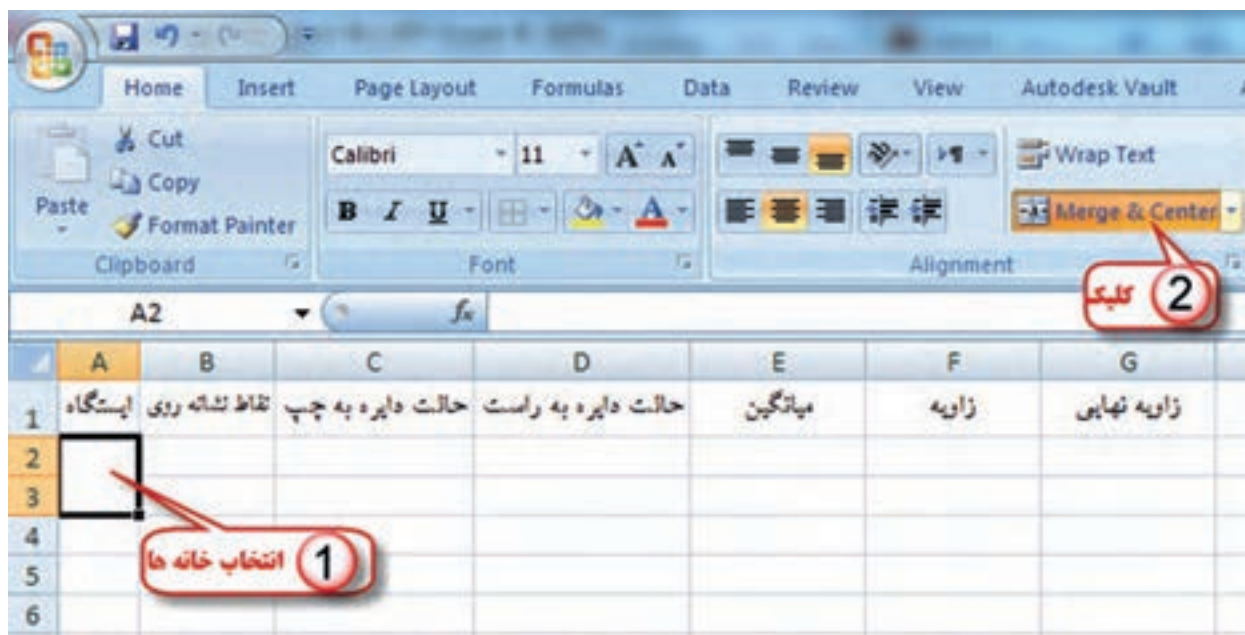 Home Insert Page Layout Formulas Data Review View Autodesk Vault
Cut
Copy
Paste
Format Painter
Clipboard
Calibri 11 A A
B I U A
Font
Wrap Text
Merge & Center
Alignment
کلیک 2
A2 fx
A B C D E F G
1 ایستگاه نقاط نشانه روی حالت دایره به چپ حالت دایره به راست میانگین زاویه زاویه نهایی
2
3
4
5
6
1 انتخاب خانه ها